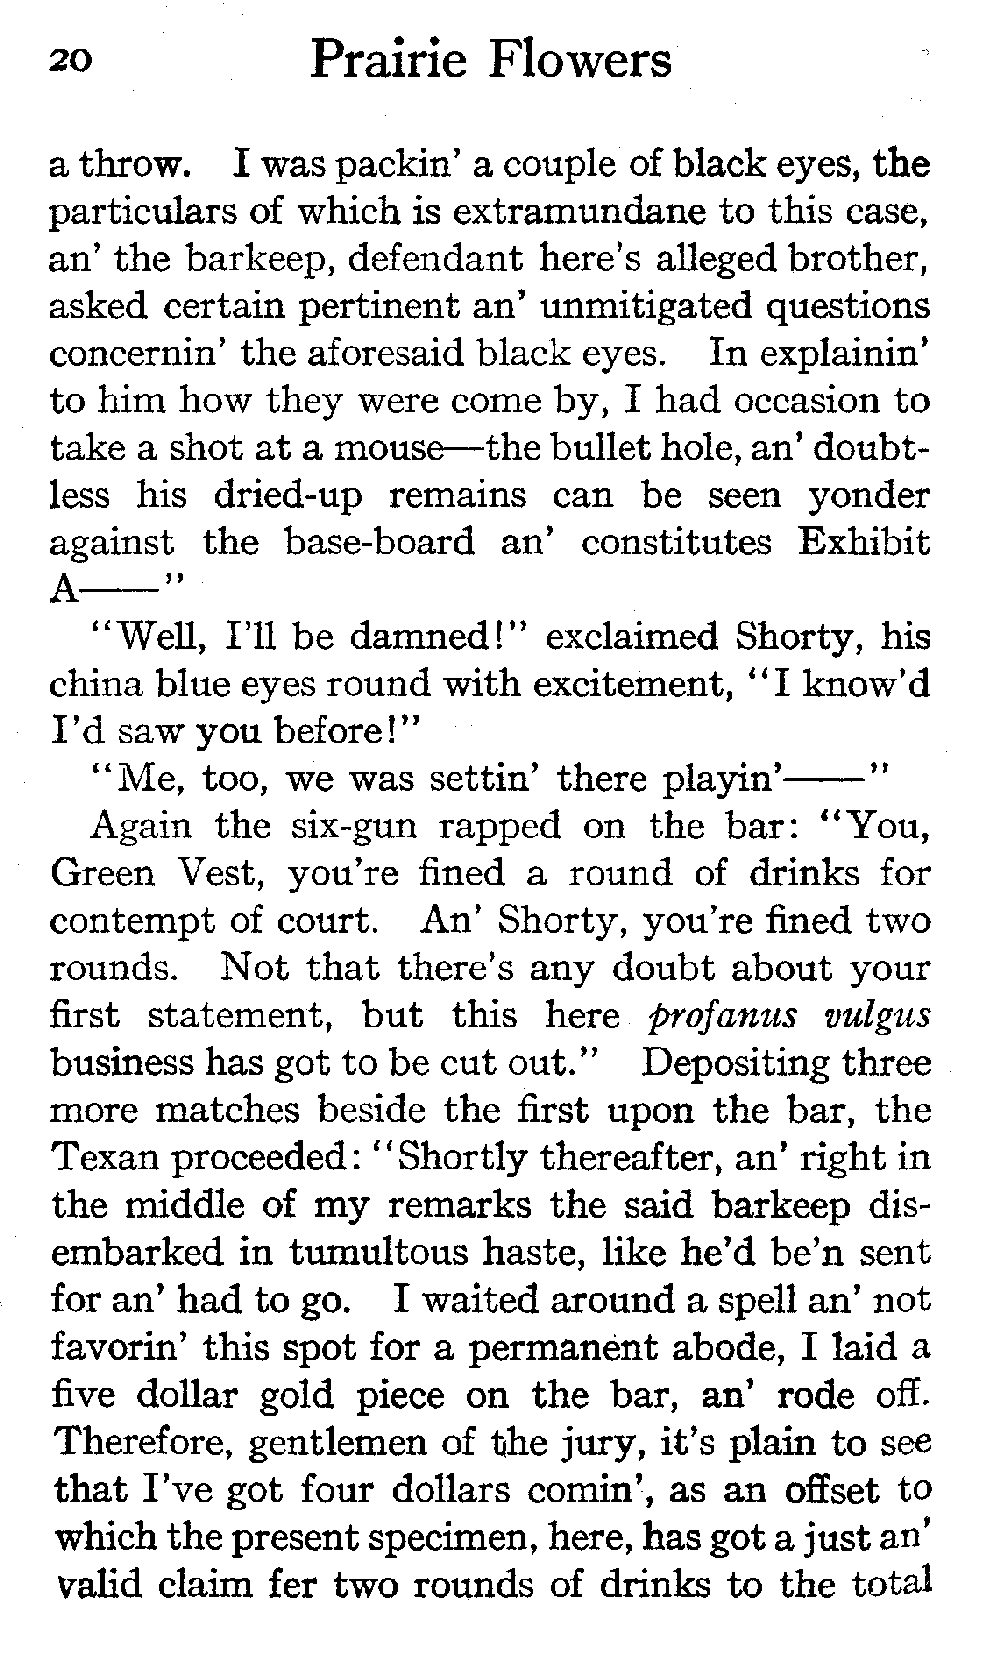 20 Prairie Flowers
a throw. I was packin' a couple of black eyes, the
particulars of which is extramundane to this case,
an' the barkeep, defendant here's alleged brother,
asked certain pertinent an' unmitigated questions
concernin' the aforesaid black eyes. In explainin'
to him how they were come by, I had occasion to
take a shot at a mouse—the bullet hole, an' doubt-
less his dried-up remains can be seen yonder
against the base-board an' constitutes Exhibit
A——"
"Well, I'll be damned!" exclaimed Shorty, his
china blue eyes round with excitement, "I know'd
I'd saw you before!"
"Me, too, we was settin' there playin'——"
Again the six-gun rapped on the bar: "You,
Green Vest, you're fined a round of drinks for
contempt of court. An' Shorty, you're fined two
rounds. Not that there's any doubt about your
first statement, but this here profanus vulgus
business has got to be cut out." Depositing three
more matches beside the first upon the bar, the
Texan proceeded: "Shortly thereafter, an' right in
the middle of my remarks the said barkeep dis-
embarked in tumultous haste, like he'd be'n sent
for an' had to go. I waited around a spell an' not
favorin' this spot for a permanent abode, I laid a
five dollar gold piece on the bar, an' rode off.
Therefore, gentlemen of the jury, it's plain to see
that I've got four dollars comin', as an offset to
which the present specimen, here, has got a just an'
valid claim fer two rounds of drinks to the total